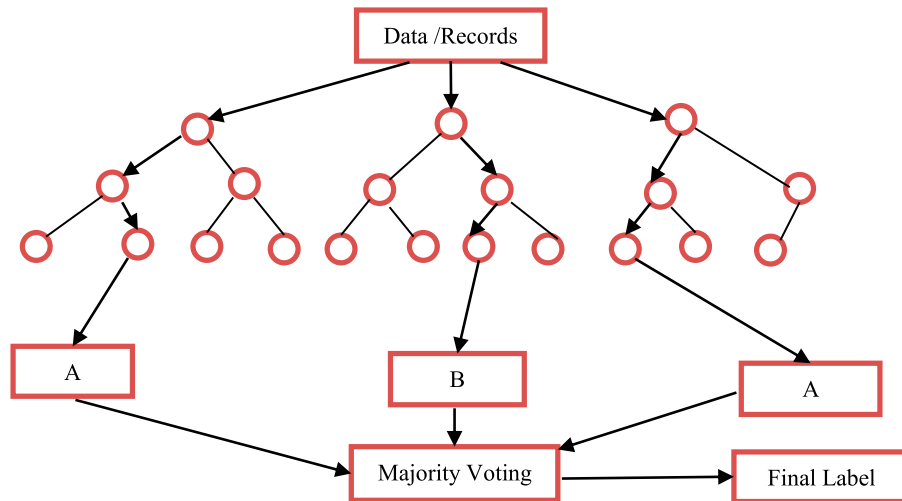 Data /Records
A
B
A
Majority Voting
Final Label